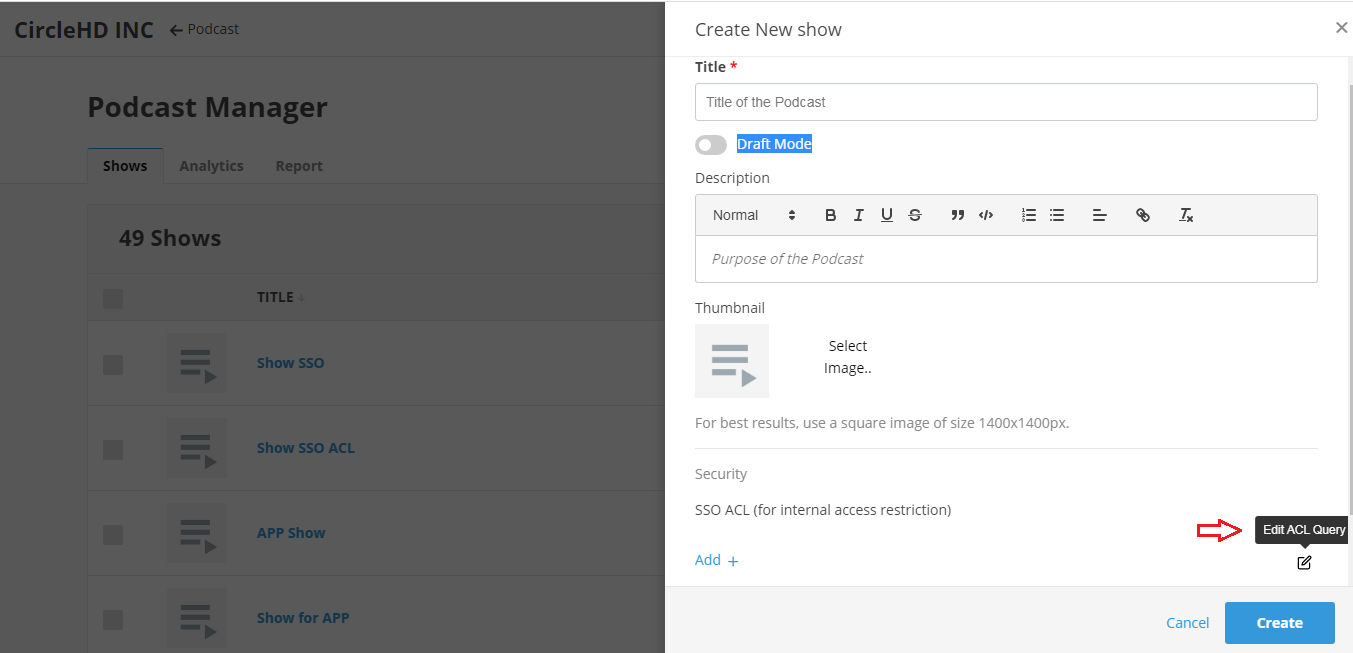 CircleHD INC ← Podcast
Podcast Manager
Shows Analytics Report
49 Shows
TITLE ↓
Show SSO
Show SSO ACL
APP Show
Show for APP
Create New show ×
Title *
Title of the Podcast
Draft Mode
Description
Normal B I U S
Purpose of the Podcast
Thumbnail
Select
Image..
For best results, use a square image of size 1400x1400px.
Security
SSO ACL (for internal access restriction)
Edit ACL Query
Add +
Cancel Create